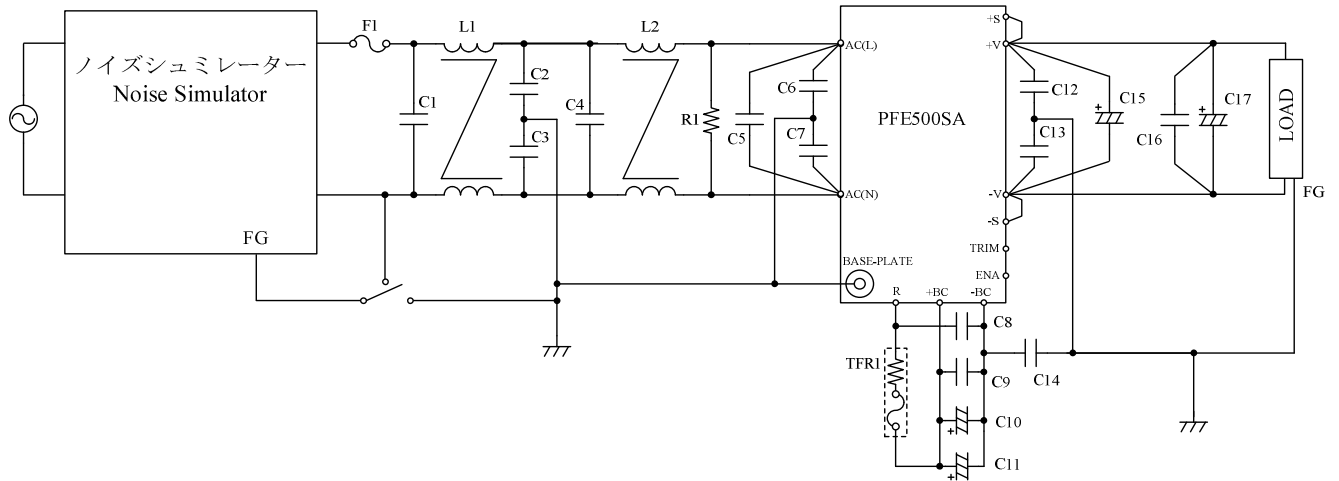 ノイズシュミレーター
Noise Simulator
FG
F1
L1
C1
C2
C3
C4
L2
R1
C5
C6
C7
AC(L)
AC(N)
PFE500SA
BASE-PLATE
R
+BC
-BC
+S
+V
-V
-S
TRIM
ENA
C12
C13
C15
+
C16
C17
+
LOAD
FG
TFR1
C8
C9
C10
+
C11
+
C14